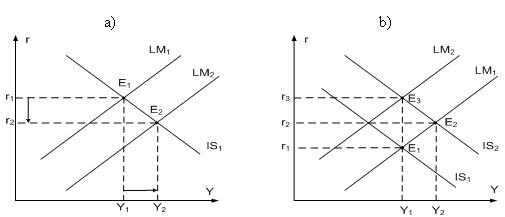 a)
r
LM1
LM2
E1
E2
r1
r2
IS1
Y
Y1
Y2
b)
r
LM2
LM1
r3
E3
r2
E2
r1
E1
IS2
IS1
Y
Y1
Y2